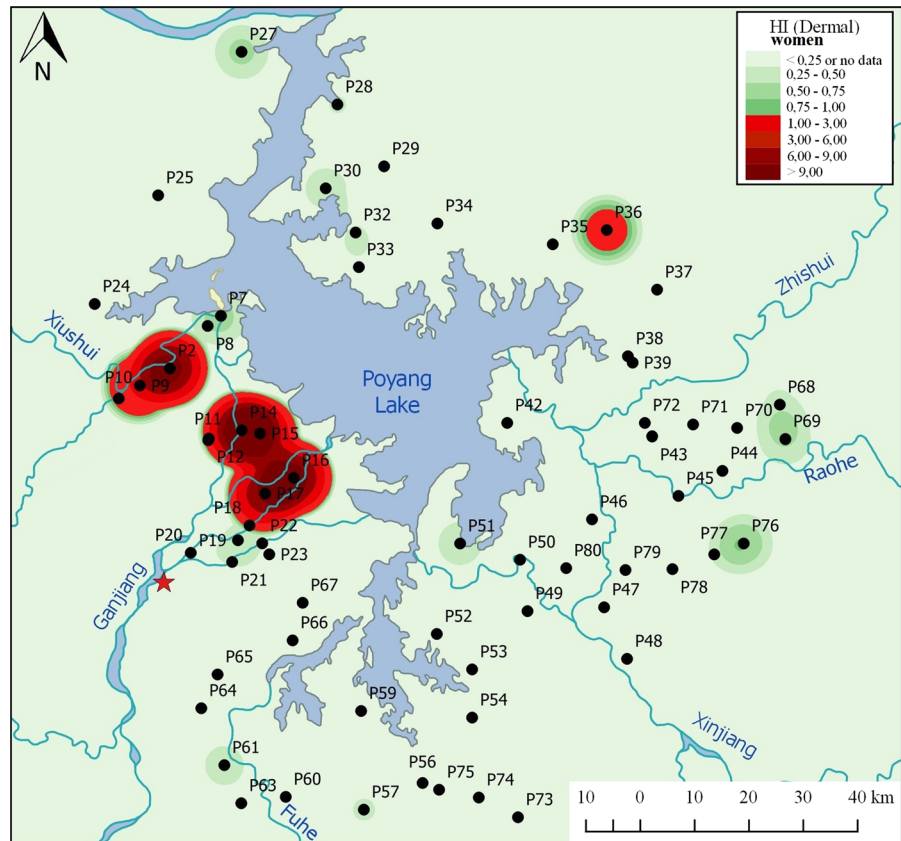 P27
HI (Dermal)
women
< 0,25 or no data
0,25 - 0,50
0,50 - 0,75
0,75 - 1,00
1,00 - 3,00
3,00 - 6,00
6,00 - 9,00
> 9,00
N
P28
P29
P30
P25
P32
P34
P36
P35
P33
P37
Zhishui
P24
P7
P8
Xiushui
P38
P39
P2
P10
P9
Poyang
Lake
P68
P14
P42
P72
P71
P70
P69
P11
P15
P12
P43
P44
P16
P45
Raohe
P17
P18
P46
P22
P51
P77
P76
P20
P19
P23
P50
P80
P79
P21
P78
Ganjiang
P67
P49
P47
P66
P52
P48
P65
P53
P64
P59
P54
Xinjiang
P61
P56
P75
P74
P63
P60
P57
P73
Fuhe
10 0 10 20 30 40 km